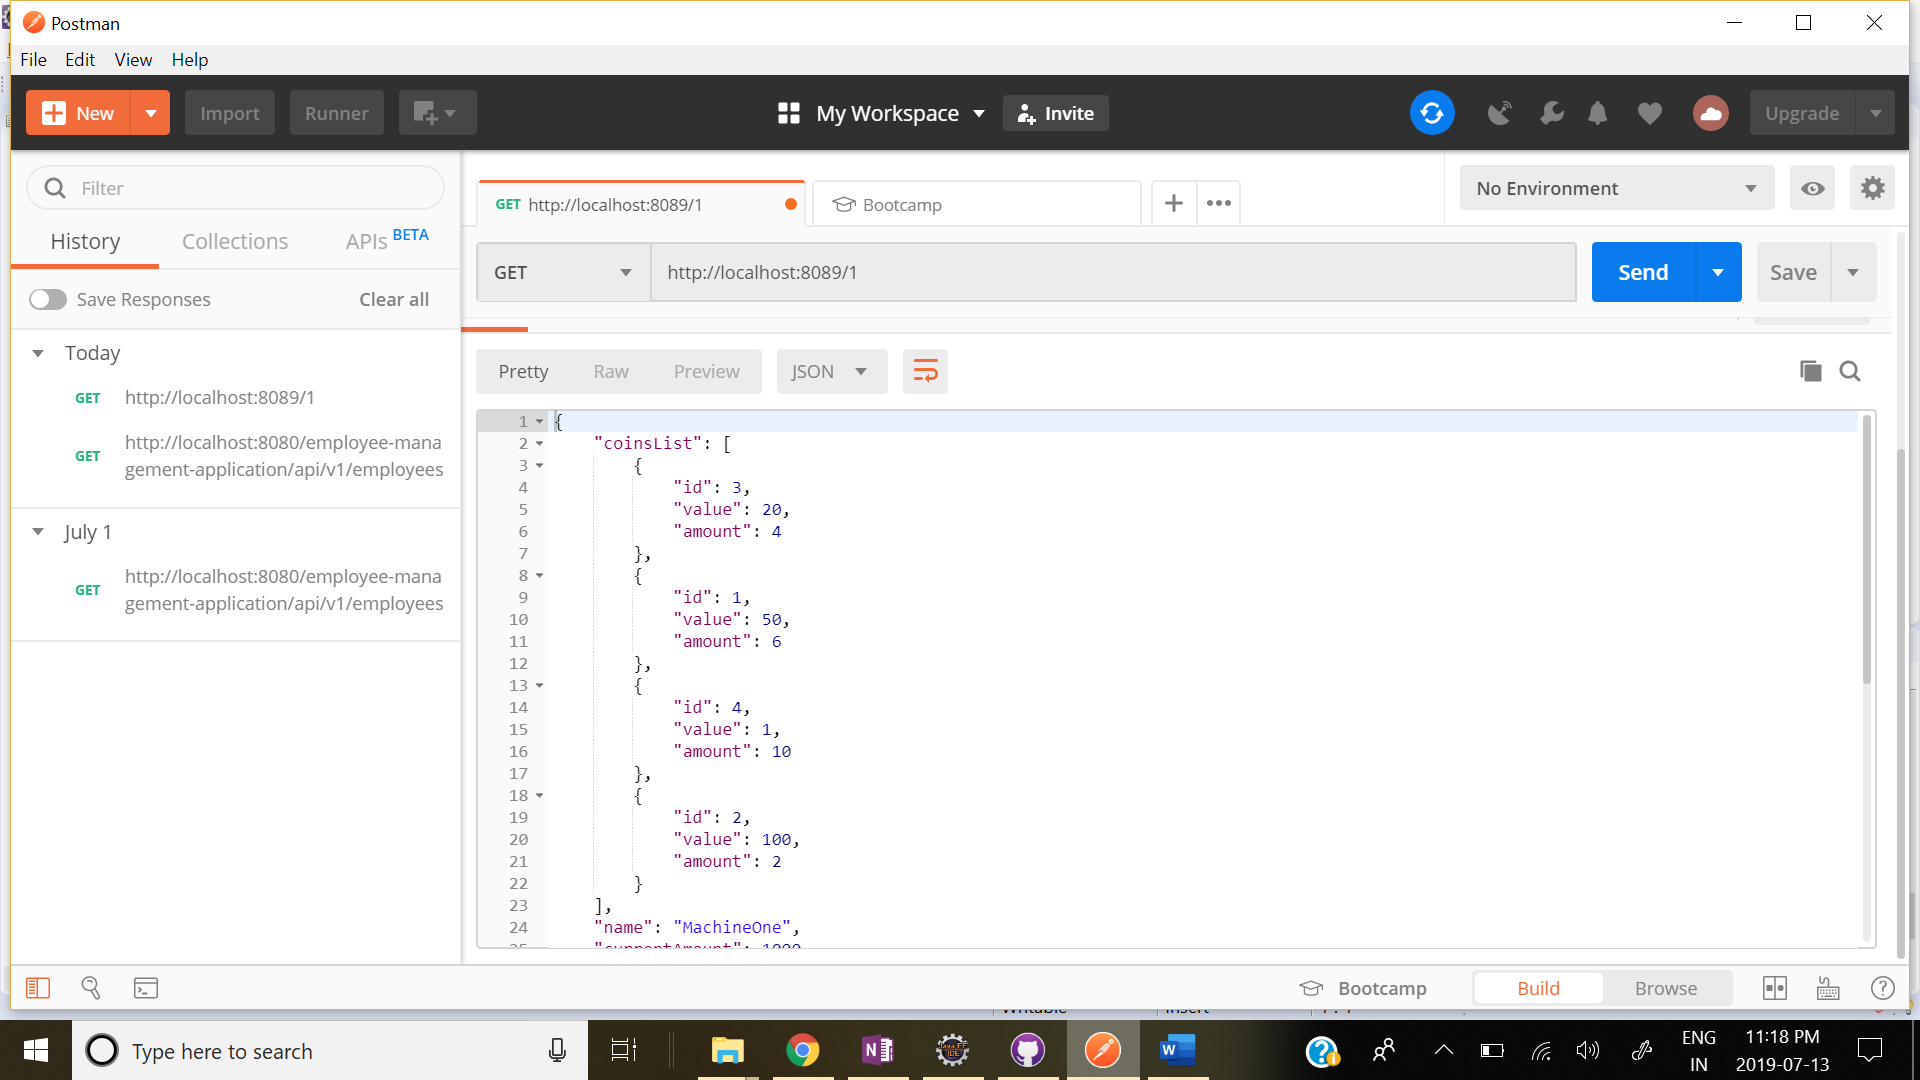 Postman
File Edit View Help
New Import Runner My Workspace Invite Upgrade
Filter
History Collections APIs BETA
Save Responses Clear all
Today
GET http://localhost:8089/1
GET http://localhost:8080/employee-mana
gement-application/api/v1/employees
July 1
GET http://localhost:8080/employee-mana
gement-application/api/v1/employees
GET http://localhost:8089/1 Bootcamp + ••• No Environment
GET http://localhost:8089/1 Send Save
Pretty Raw Preview JSON
1 {
2 "coinsList": [
3 {
4 "id": 3,
5 "value": 20,
6 "amount": 4
7 },
8 {
9 "id": 1,
10 "value": 50,
11 "amount": 6
12 },
13 {
14 "id": 4,
15 "value": 1,
16 "amount": 10
17 },
18 {
19 "id": 2,
20 "value": 100,
21 "amount": 2
22 }
23 ],
24 "name": "MachineOne",
25 "currentAmount": 1000
Bootcamp Build Browse
Writable Insert
Type here to search
ENG
IN
11:18 PM
2019-07-13